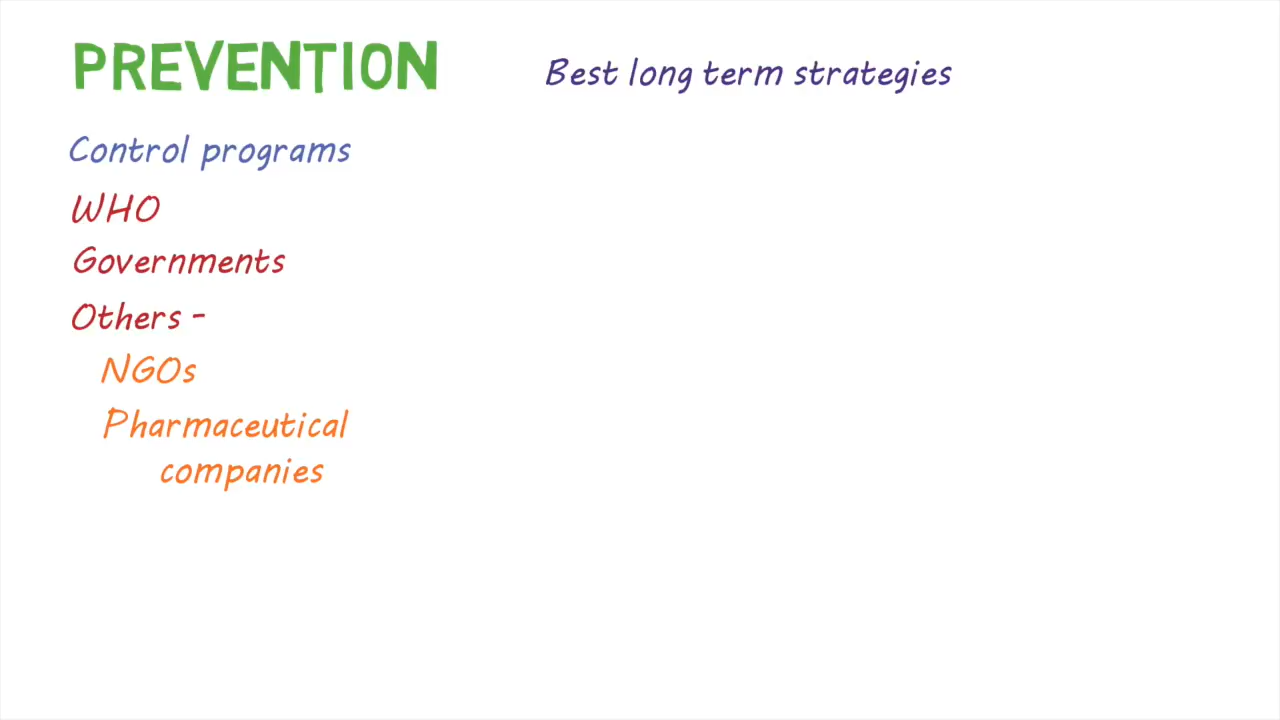 PREVENTION
Best long term strategies
Control programs
WHO
Governments
Others -
NGOs
Pharmaceutical
companies